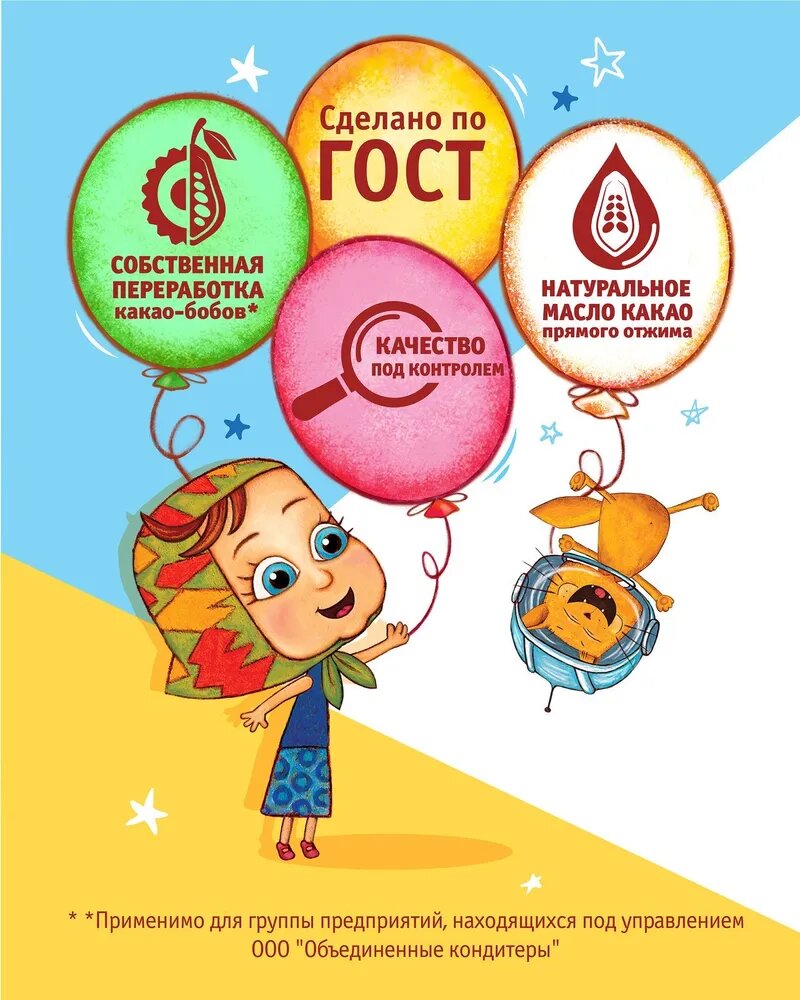 Сделано по
ГОСТ
СОБСТВЕННАЯ
ПЕРЕРАБОТКА
какао-бобов*
НАТУРАЛЬНОЕ
МАСЛО КАКАО
прямого отжима
КАЧЕСТВО
ПОД КОНТРОЛЕМ
* *Применимо для группы предприятий, находящихся под управлением
ООО "Объединенные кондитеры"